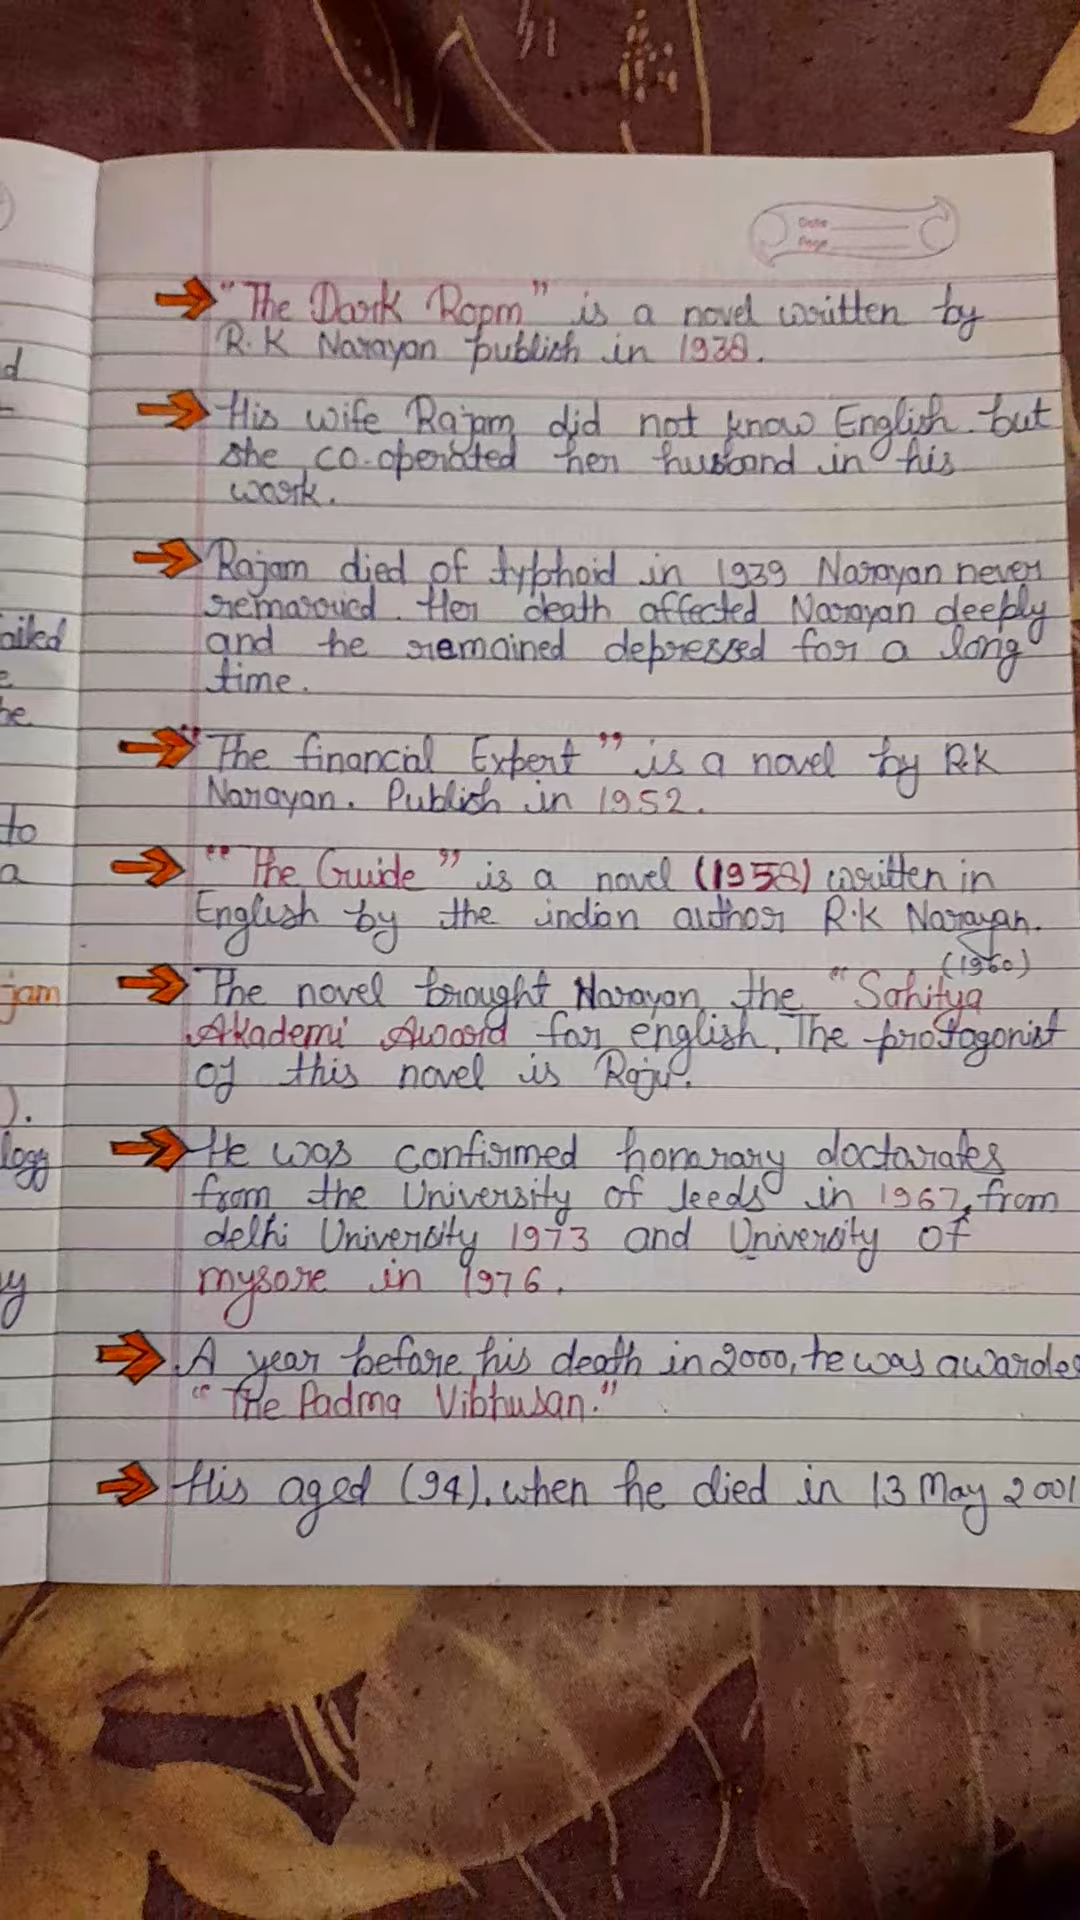 Date
Page
"The Dark Room" is a novel written by
R.K Narayan publish in 1938.
His wife Rajam did not know English but
she co-operated her husband in his
work.
Rajam died of typhoid in 1939 Narayan never
remarried. Her death affected Narayan deeply
and he remained depressed for a long
time.
"The financial Expert" is a novel by R.K
Narayan. Publish in 1952.
"The Guide" is a novel (1958) written in
English by the indian author R.K Narayan.
(1960)
The novel brought Narayan the "Sahitya
Akademi Award for english. The protagonist
of this novel is Raju.
He was confirmed honorary doctarates
from the University of leeds in 1967, from
delhi University 1973 and University of
mysore in 1976.
A year before his death in 2000, he was awarded
"The Padma Vibhusan."
His aged (94). when he died in 13 May 2001
d
ailed
e
he
to
a
jam
).
logy
y